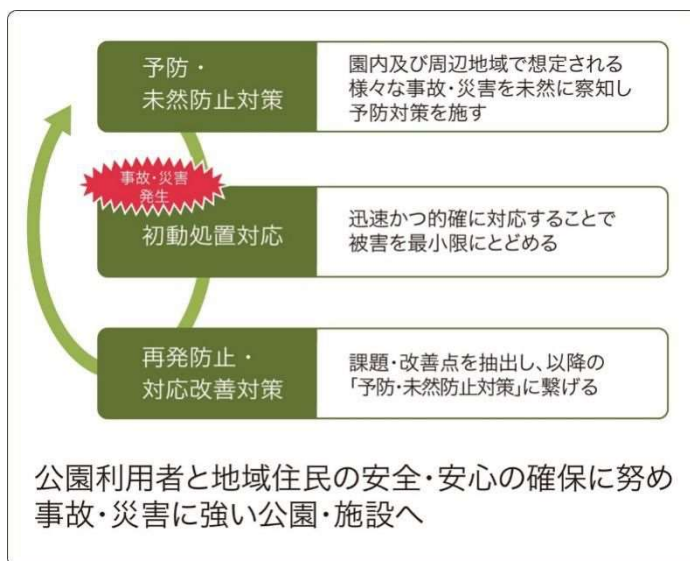 予防・
未然防止対策
園内及び周辺地域で想定される
様々な事故・災害を未然に察知し
予防対策を施す
事故・災害
発生
初動処置対応
迅速かつ的確に対応することで
被害を最小限にとどめる
再発防止・
対応改善対策
課題・改善点を抽出し、以降の
「予防・未然防止対策」に繋げる
公園利用者と地域住民の安全・安心の確保に努め
事故・災害に強い公園・施設へ